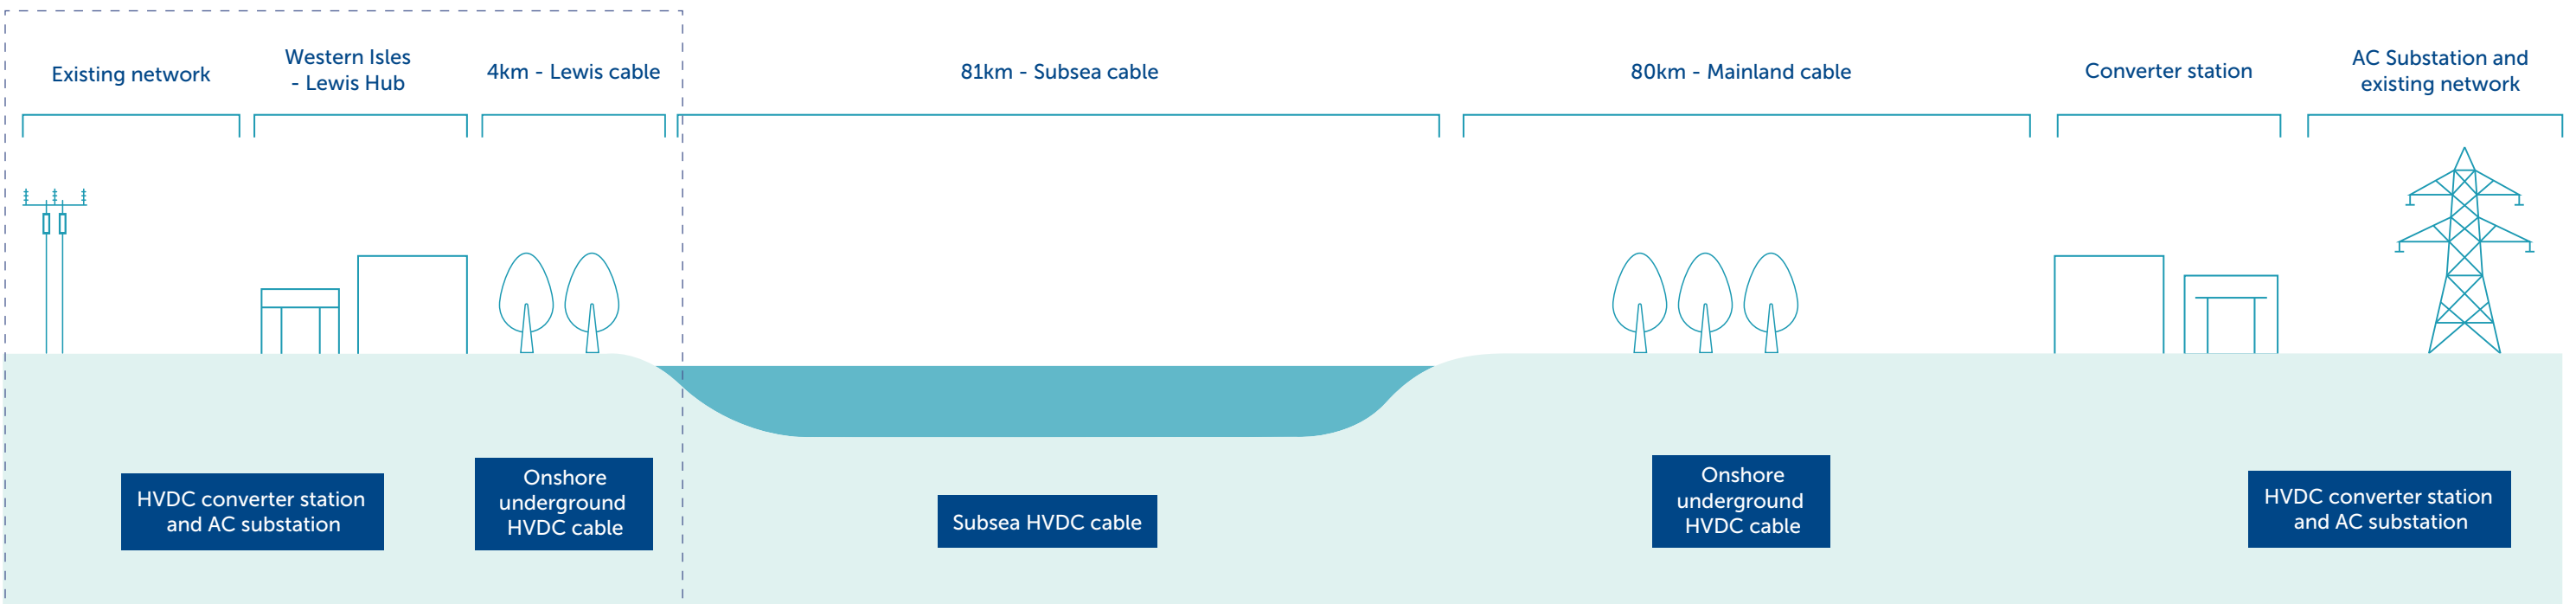 Existing network
Western Isles
- Lewis Hub
4km - Lewis cable
81km - Subsea cable
80km - Mainland cable
Converter station
AC Substation and
existing network
HVDC converter station
and AC substation
Onshore
underground
HVDC cable
Subsea HVDC cable
Onshore
underground
HVDC cable
HVDC converter station
and AC substation